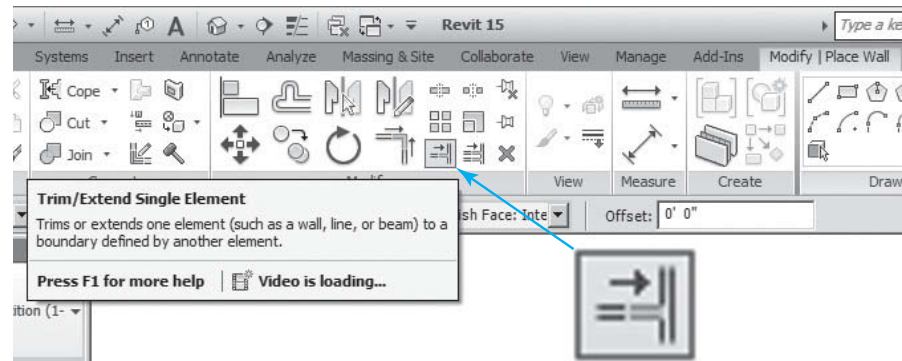 Revit 15
Type a ke
Systems Insert Annotate Analyze Massing & Site Collaborate View Manage Add-Ins Modify | Place Wall
Cope
Cut
Join
View Measure Create Draw
Trim/Extend Single Element
Trims or extends one element (such as a wall, line, or beam) to a
boundary defined by another element.
Press F1 for more help Video is loading...
ish Face: Inte
Offset: 0' 0"
ition (1-